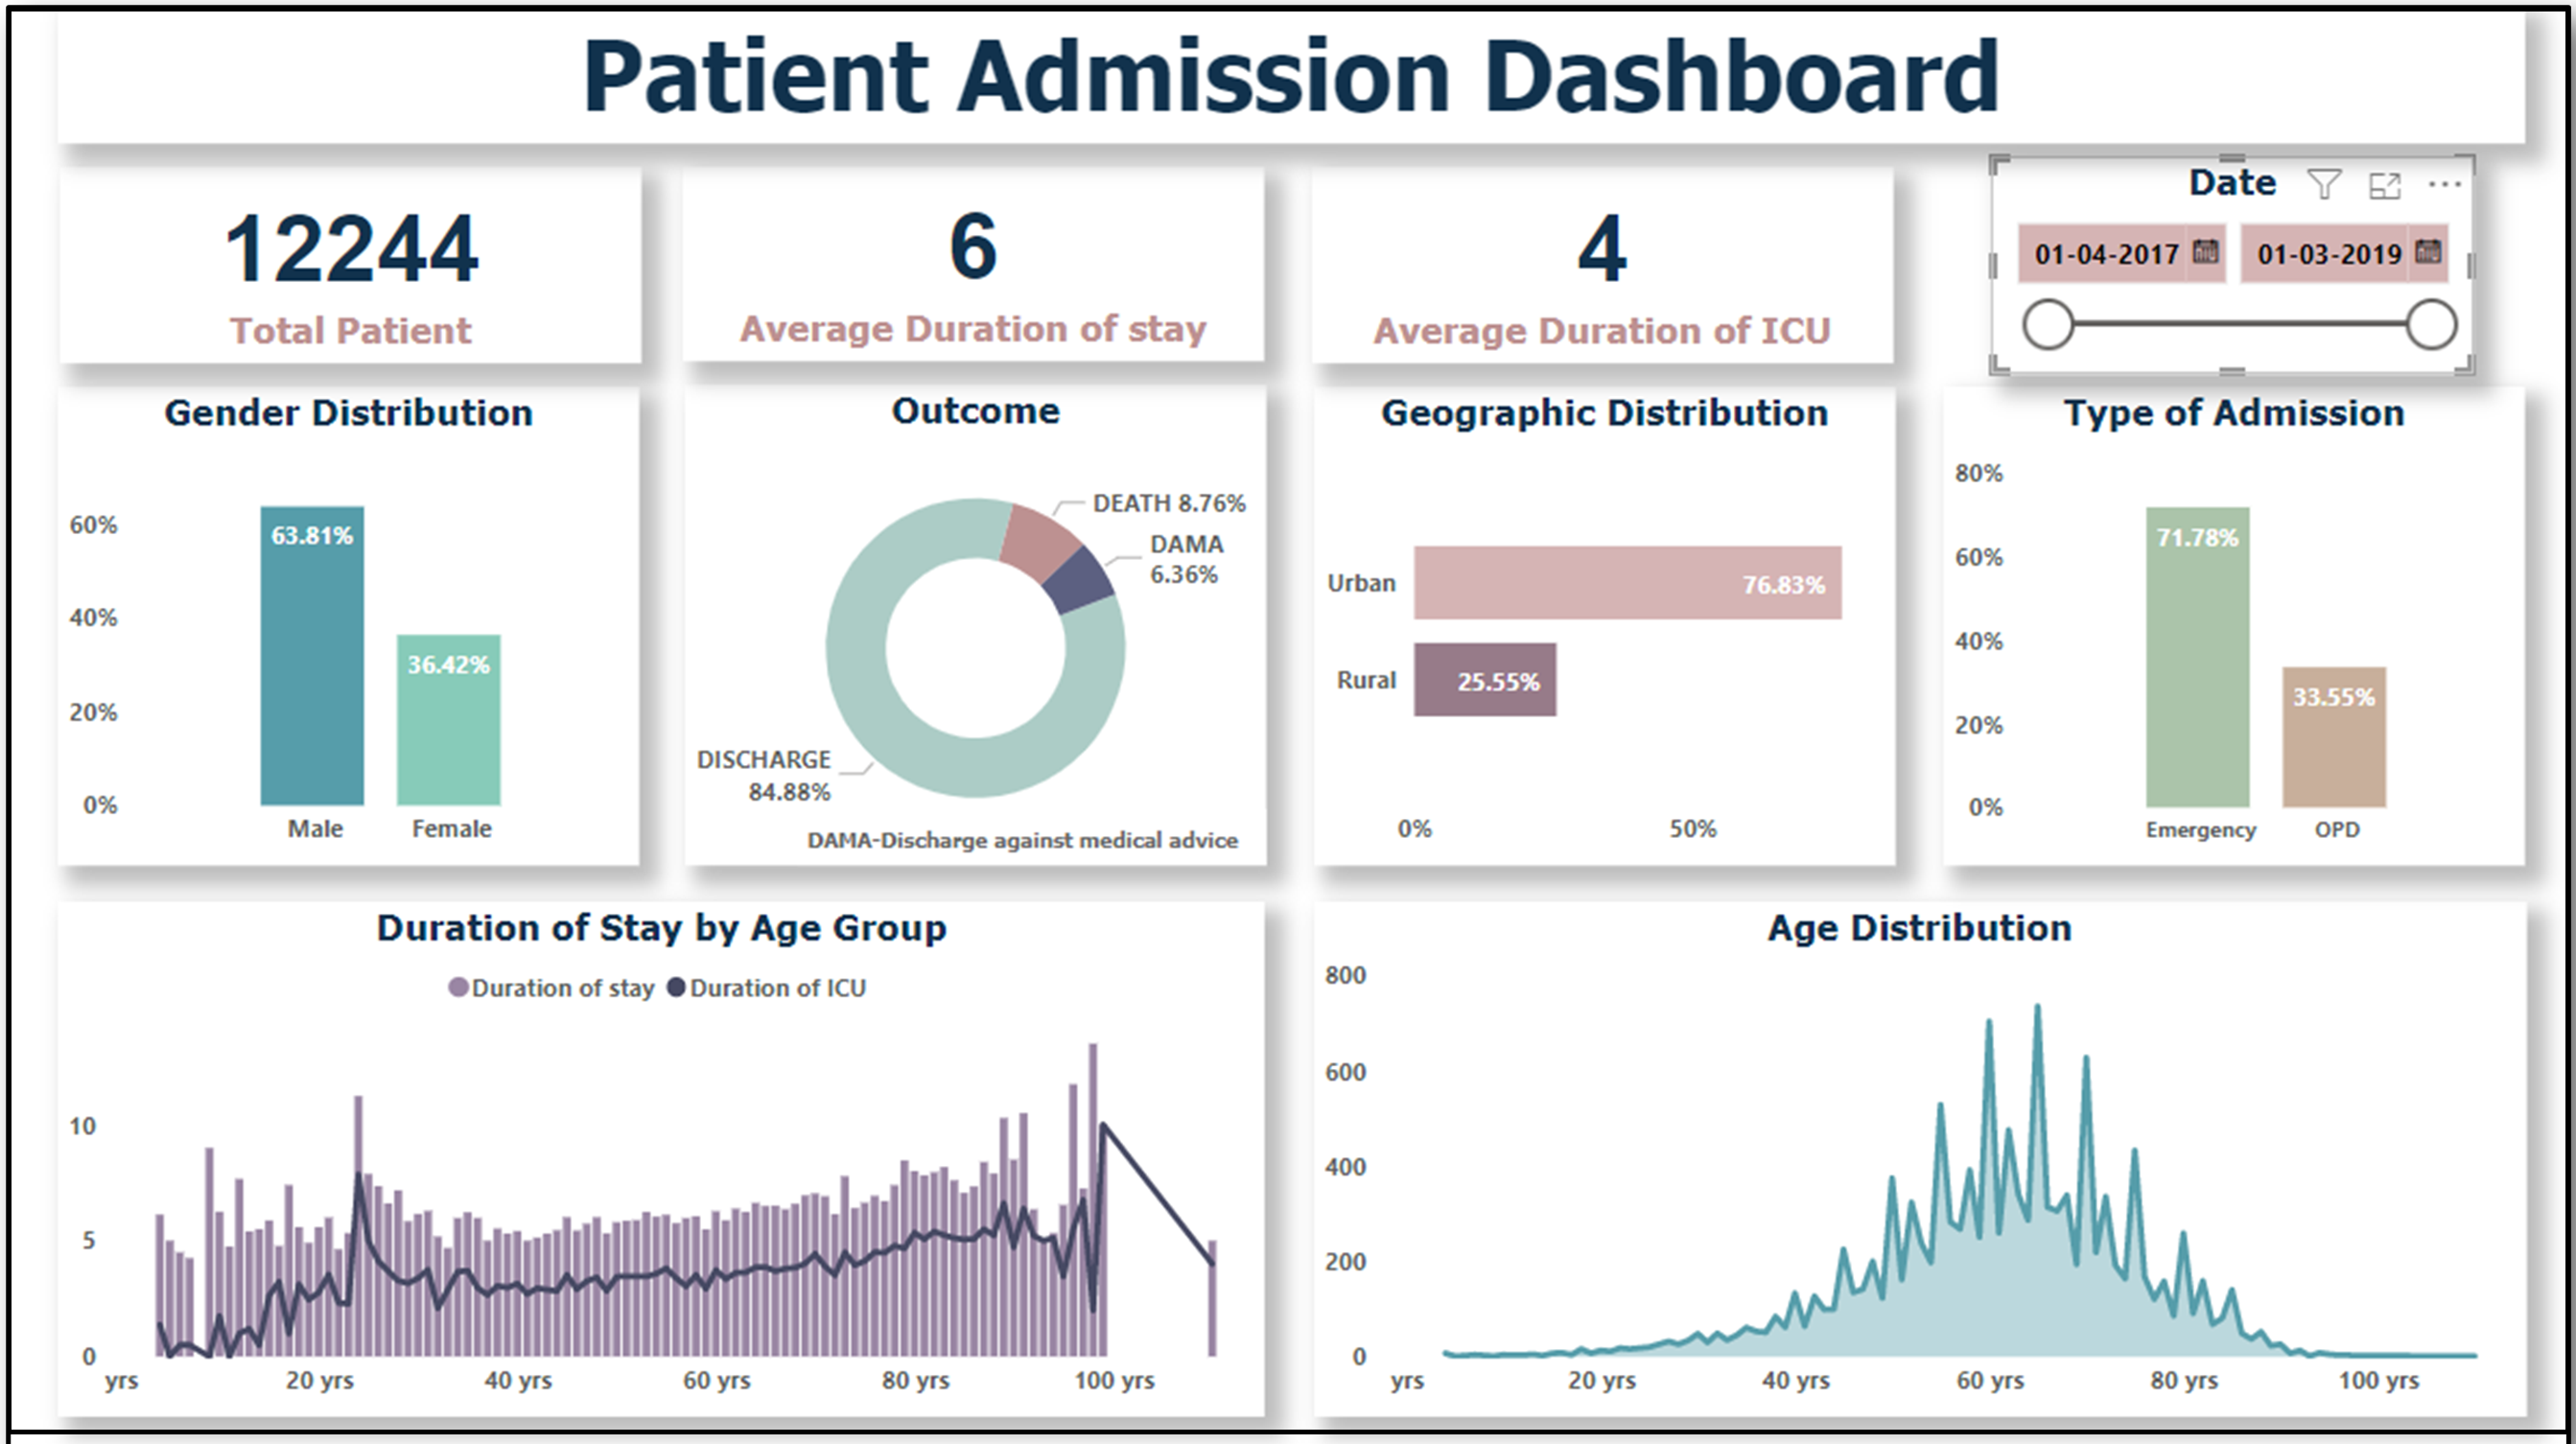 Patient Admission Dashboard
12244
Total Patient
6
Average Duration of stay
4
Average Duration of ICU
Date
01-04-2017
01-03-2019
Gender Distribution
60%
40%
20%
0%
63.81%
36.42%
Male
Female
Outcome
DEATH 8.76%
DAMA
6.36%
DISCHARGE
84.88%
DAMA-Discharge against medical advice
Geographic Distribution
Urban
76.83%
Rural
25.55%
0%
50%
Type of Admission
80%
60%
40%
20%
0%
71.78%
33.55%
Emergency
OPD
Duration of Stay by Age Group
Duration of stay
Duration of ICU
10
5
0
yrs
20 yrs
40 yrs
60 yrs
80 yrs
100 yrs
Age Distribution
800
600
400
200
0
yrs
20 yrs
40 yrs
60 yrs
80 yrs
100 yrs